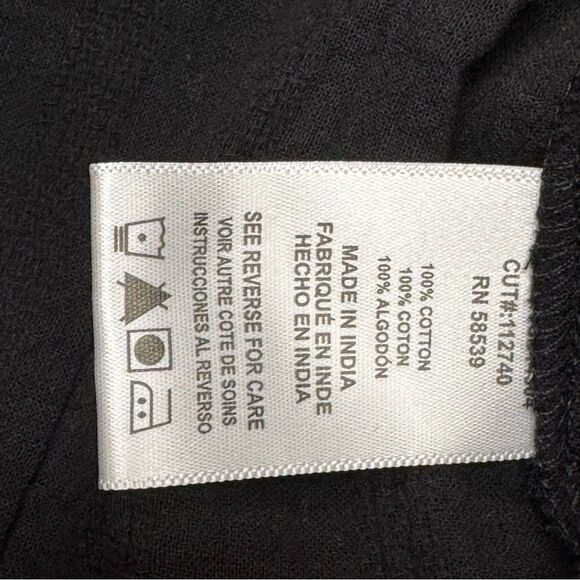 CUT#:112740
RN 58539
100% COTTON
100% COTON
100% ALGODÓN
MADE IN INDIA
FABRIQUÉ EN INDE
HECHO EN INDIA
SEE REVERSE FOR CARE
VOIR AUTRE COTE DE SOINS
INSTRUCCIONES AL REVERSO